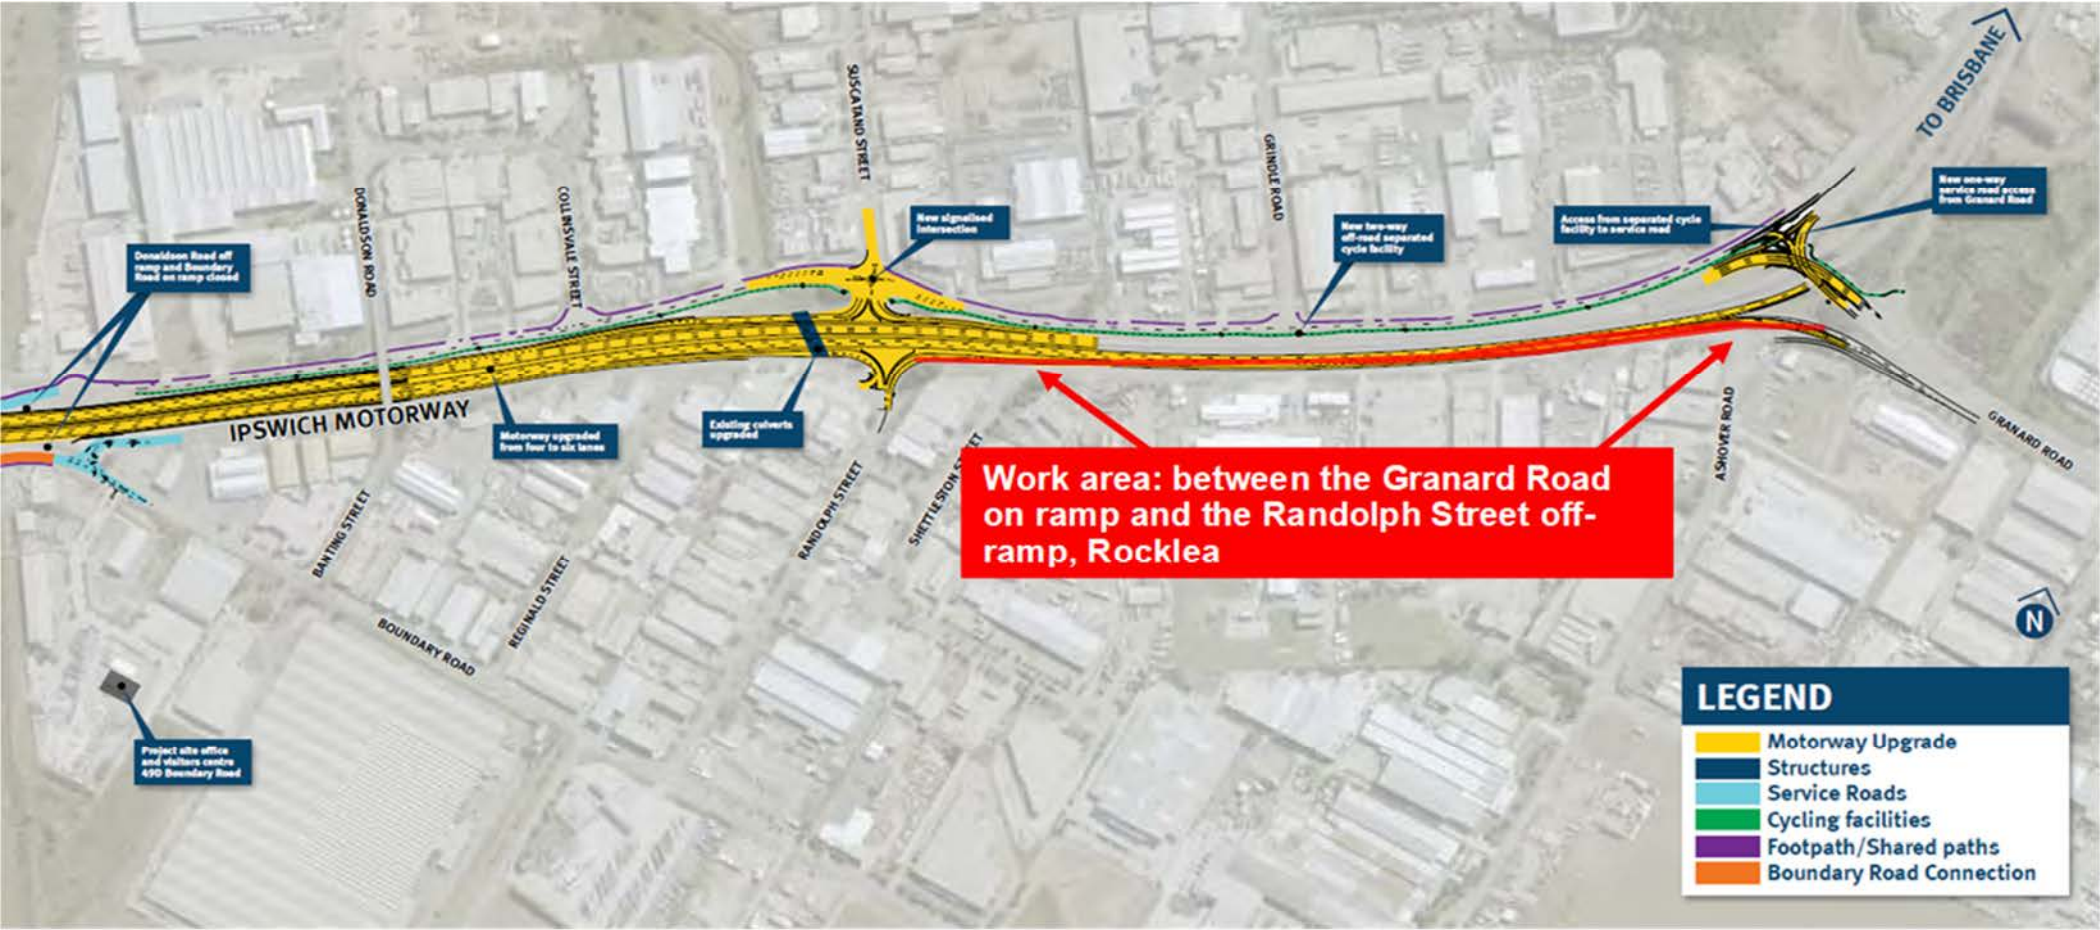 TO BRISBANE
SUSCATAND STREET
GRINDLE ROAD
New one-way
service road access
from Granard Road
DONALDSON ROAD
COLLINSVALE STREET
New signalised
intersection
New two-way
off-road separated
cycle facility
Access from separated cycle
facility to service road
Donaldson Road off
ramp and Boundary
Road on ramp closed
IPSWICH MOTORWAY
Motorway upgraded
from four to six lanes
Existing culverts
upgraded
ASHOVER ROAD
GRANARD ROAD
BANTING STREET
REGINALD STREET
RANDOLPH STREET
SHETTLESTON STREET
Work area: between the Granard Road
on ramp and the Randolph Street off-
ramp, Rocklea
BOUNDARY ROAD
N
Project site office
and visitors centre
490 Boundary Road
LEGEND
Motorway Upgrade
Structures
Service Roads
Cycling facilities
Footpath/Shared paths
Boundary Road Connection